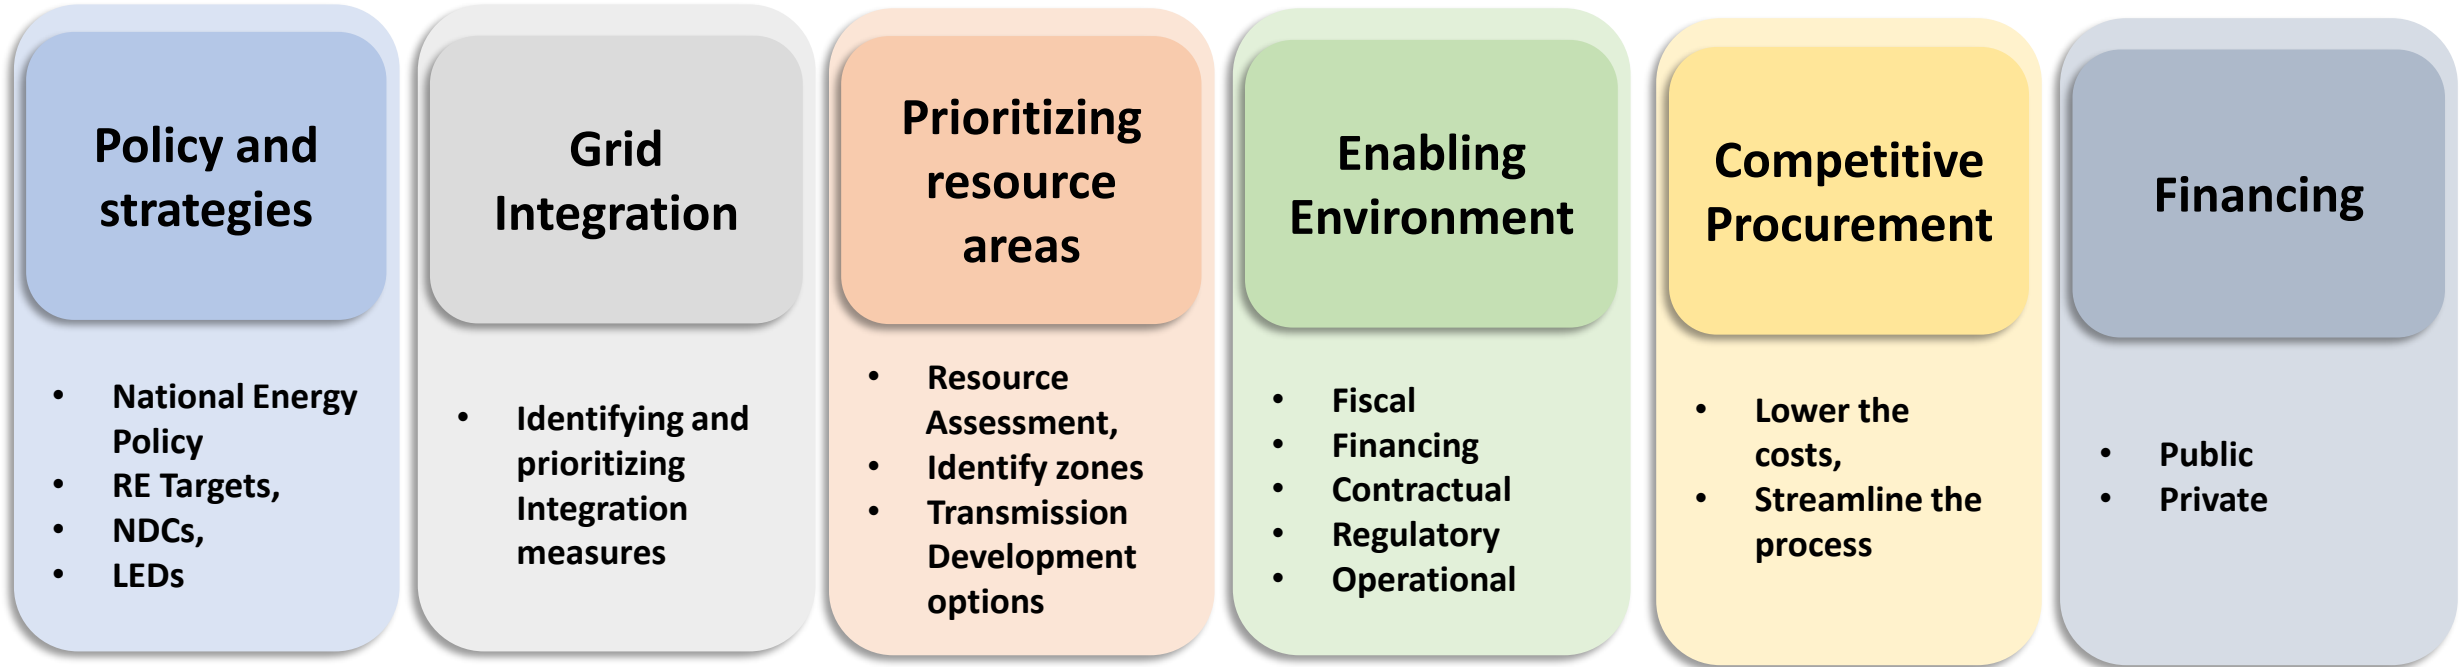 Policy and
strategies
• National Energy
Policy
• RE Targets,
• NDCs,
• LEDs
Grid
Integration
• Identifying and
prioritizing
Integration
measures
Prioritizing
resource
areas
• Resource
Assessment,
• Identify zones
• Transmission
Development
options
Enabling
Environment
• Fiscal
• Financing
• Contractual
• Regulatory
• Operational
Competitive
Procurement
• Lower the
costs,
• Streamline the
process
Financing
• Public
• Private